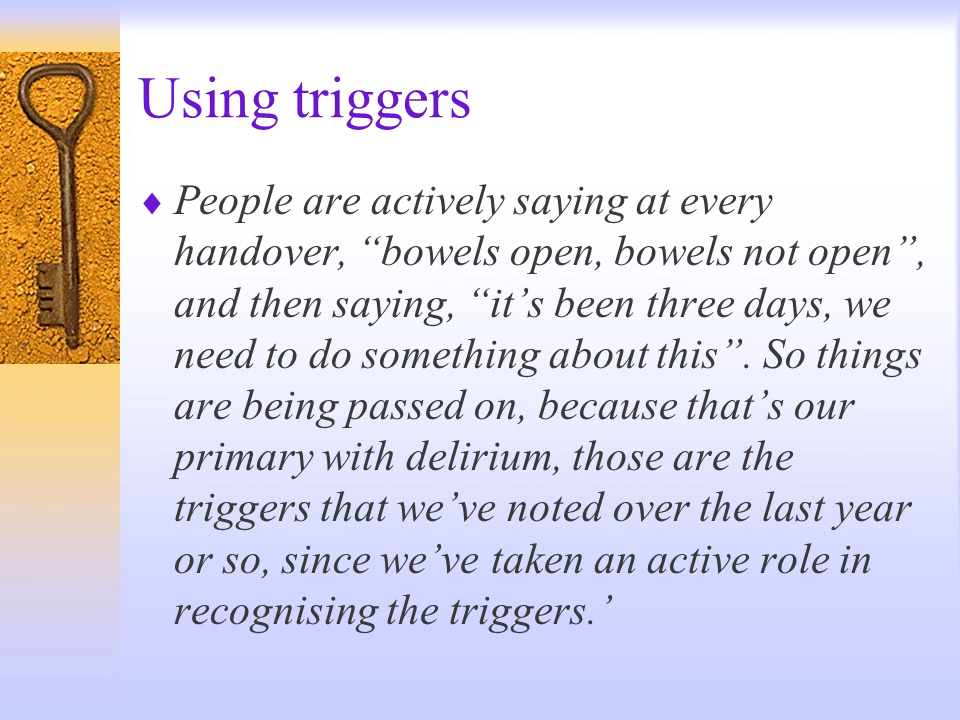 Using triggers
♦ People are actively saying at every
handover, “bowels open, bowels not open”,
and then saying, “it’s been three days, we
need to do something about this”. So things
are being passed on, because that’s our
primary with delirium, those are the
triggers that we’ve noted over the last year
or so, since we’ve taken an active role in
recognising the triggers.’